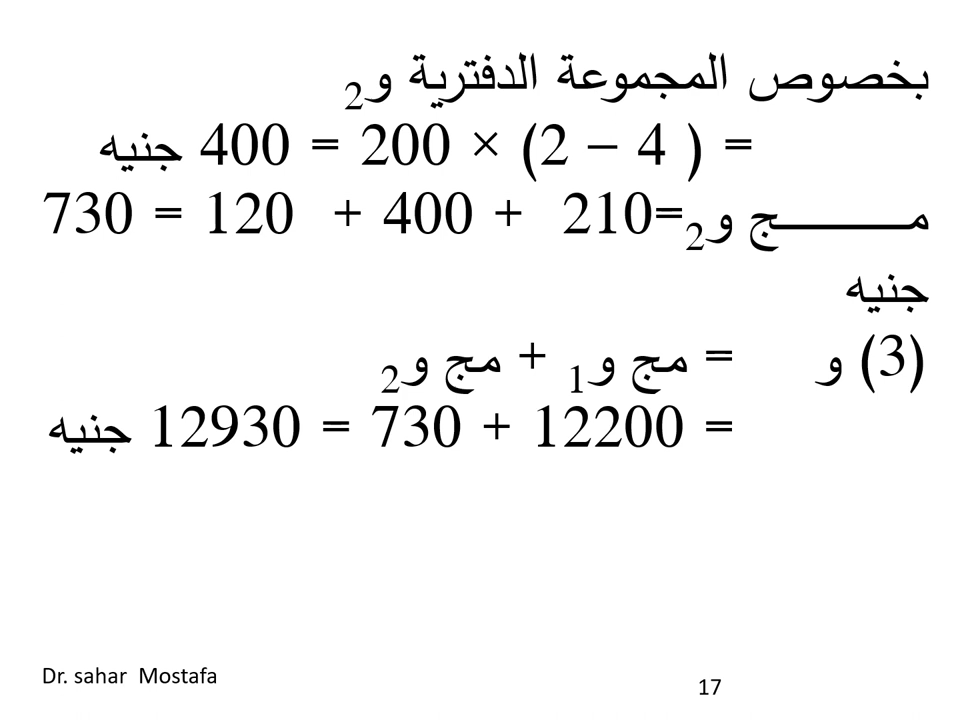 بخصوص المجموعة الدفترية و2
= ( 4 – 2) × 200 = 400 جنيه
مــــــــــج و2=210 + 400 + 120 = 730
جنيه
(3) و = مج و1 + مج و2
= 12200 + 730 = 12930 جنيه
Dr. sahar Mostafa
17